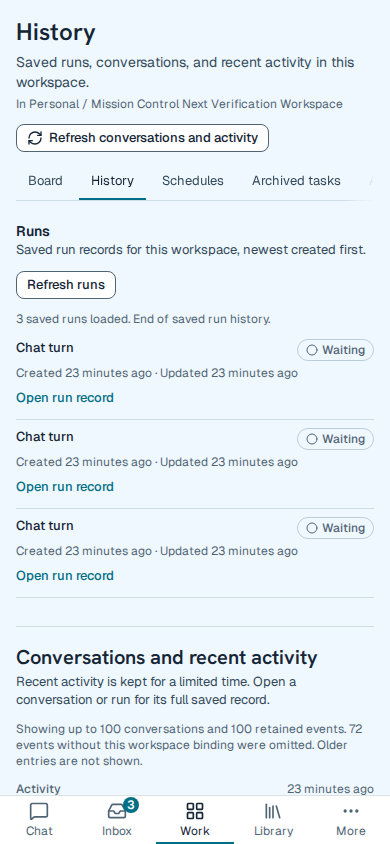 History
Saved runs, conversations, and recent activity in this
workspace.
In Personal / Mission Control Next Verification Workspace
Refresh conversations and activity
Board
History
Schedules
Archived tasks
Runs
Saved run records for this workspace, newest created first.
Refresh runs
3 saved runs loaded. End of saved run history.
Chat turn
Waiting
Created 23 minutes ago · Updated 23 minutes ago
Open run record
Chat turn
Waiting
Created 23 minutes ago · Updated 23 minutes ago
Open run record
Chat turn
Waiting
Created 23 minutes ago · Updated 23 minutes ago
Open run record
Conversations and recent activity
Recent activity is kept for a limited time. Open a
conversation or run for its full saved record.
Showing up to 100 conversations and 100 retained events. 72
events without this workspace binding were omitted. Older
entries are not shown.
Activity
23 minutes ago
3
Chat
Inbox
Work
Library
More